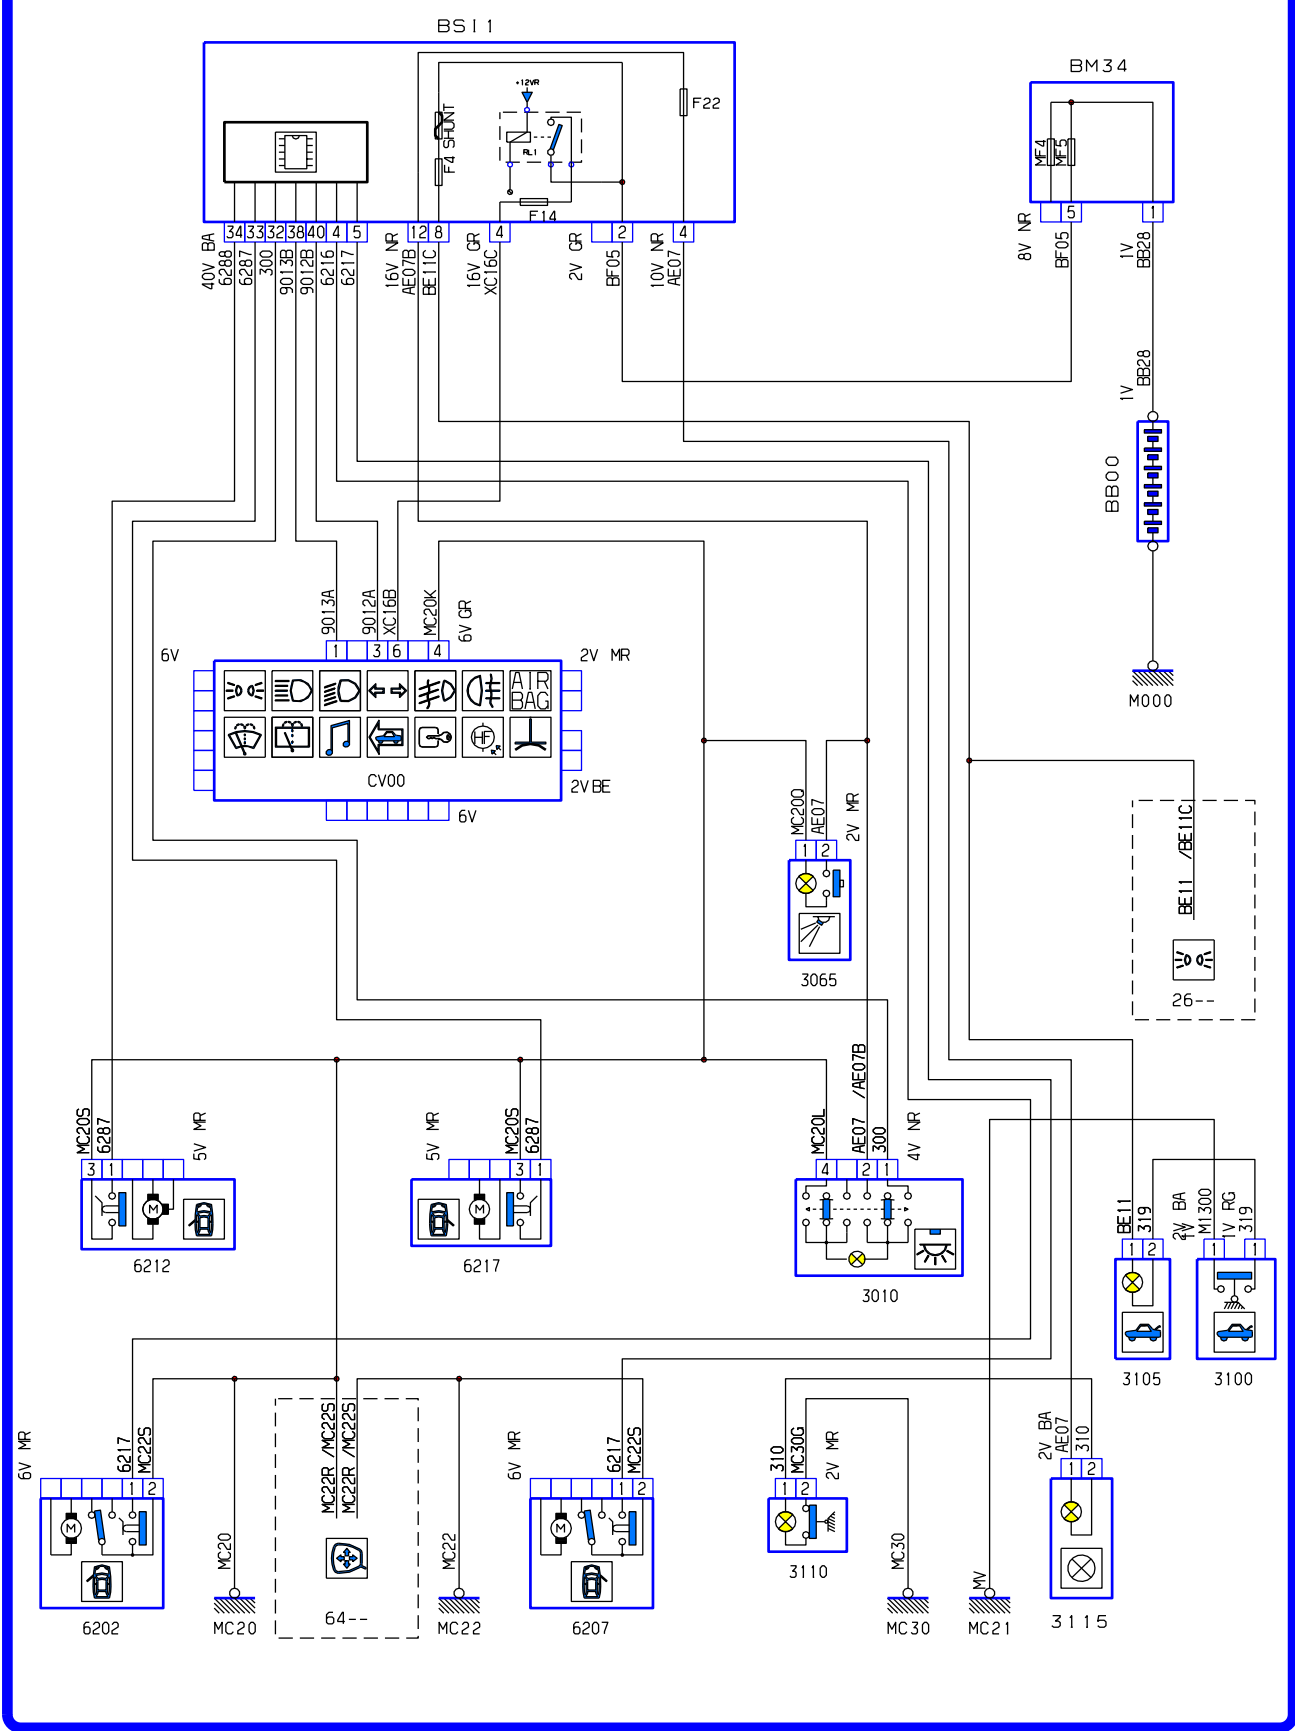 BSI1
BM34
+12VR
F4 SHUNT
F22
RL1
F14
MF4
MF5
34 33 32 38 40 4 5
12 8
4
2
4
5
1
40V BA
6288
6287
300
9013B
9012B
6216
6217
16V NR
AE07B
BE11C
16V GR
XC16C
2V GR
BF05
10V NR
AE07
8V NR
BF05
1V
BB28
1V
BB28
BB00
M000
9013A
9012A
XC16B
MC20K
6V GR
6V
1 3 6 4
2V MR
AIR
BAG
HF
CV00
2V BE
6V
MC20Q
AE07
2V MR
1 2
3065
BE11 /BE11C
26--
MC20S
6287
5V MR
3 1
M
6212
5V MR
MC20S
6287
3 1
M
6217
MC20L
AE07 /AE07B
300
4V NR
4 2 1
3010
BE11
319
2V BA
1 2
3105
1V
M1300
1V RG
319
1 1
3100
6V MR
6217
MC22S
1 2
M
6202
MC20
MC20
MC22R /MC22S
MC22R /MC22S
64--
MC22
MC22
6V MR
6217
MC22S
1 2
M
6207
310
MC30G
2V MR
1 2
3110
MC30
MC30
MV
MC21
2V BA
AE07
310
1 2
3115